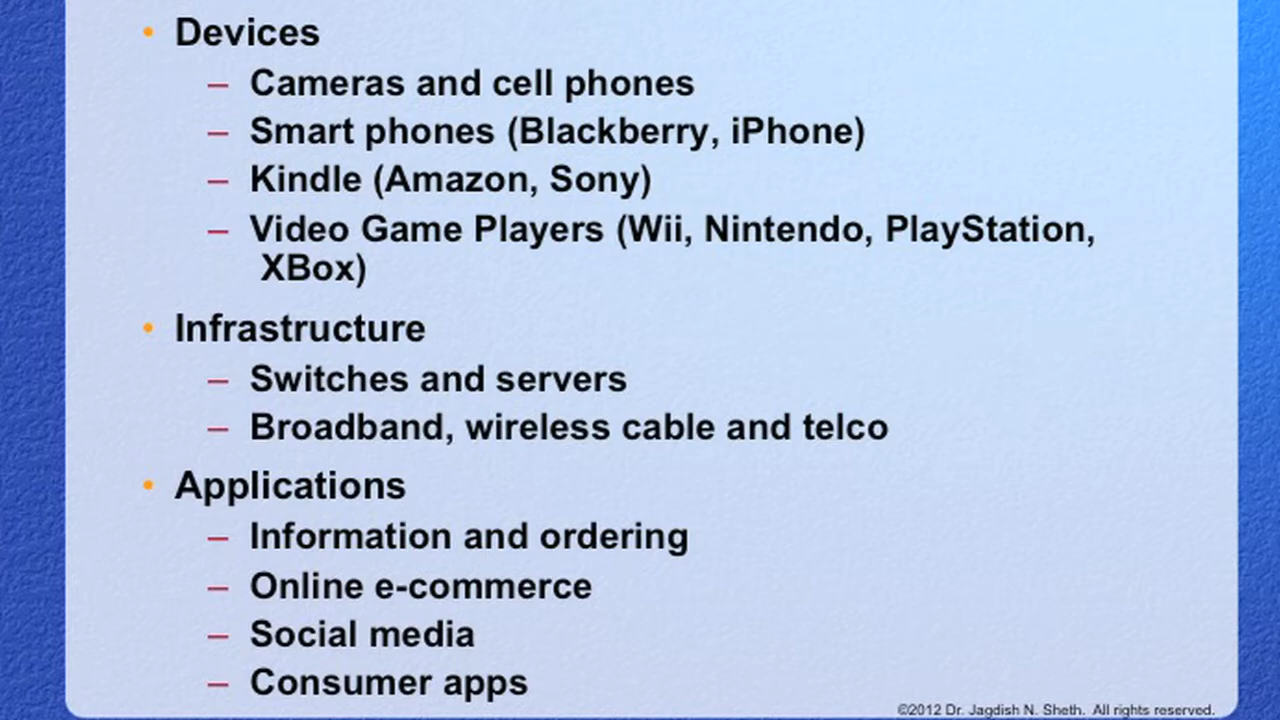 • Devices
– Cameras and cell phones
– Smart phones (Blackberry, iPhone)
– Kindle (Amazon, Sony)
– Video Game Players (Wii, Nintendo, PlayStation,
XBox)
• Infrastructure
– Switches and servers
– Broadband, wireless cable and telco
• Applications
– Information and ordering
– Online e-commerce
– Social media
– Consumer apps
©2012 Dr. Jagdish N. Sheth. All rights reserved.